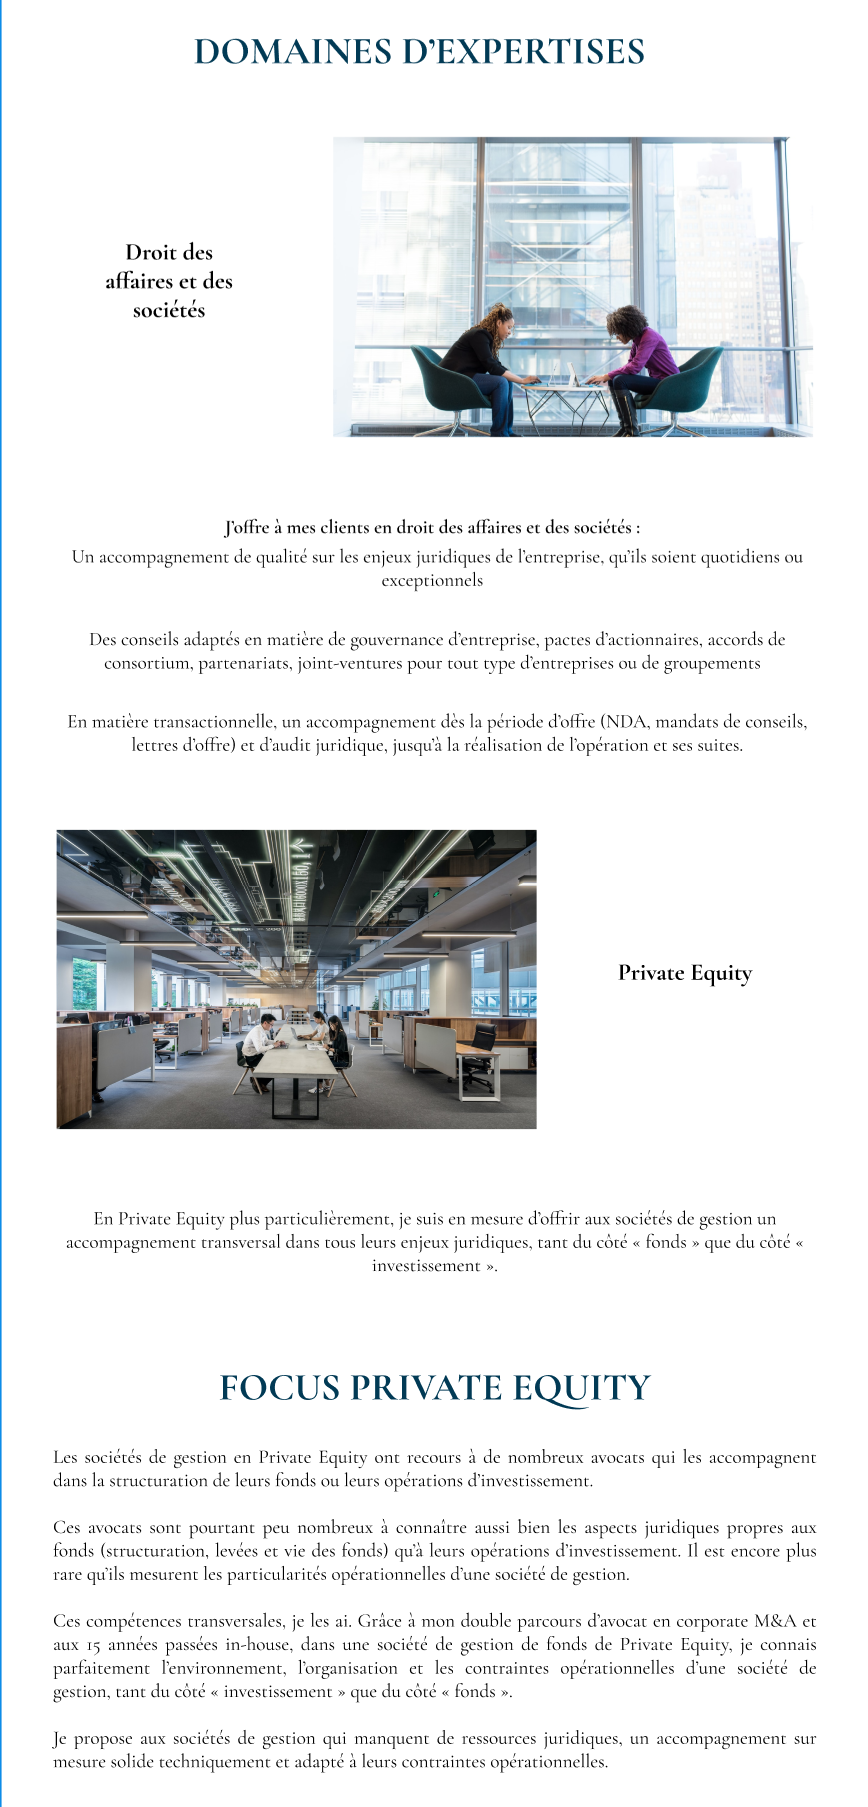 DOMAINES D’EXPERTISES
Droit des
affaires et des
sociétés
J’offre à mes clients en droit des affaires et des sociétés :
Un accompagnement de qualité sur les enjeux juridiques de l’entreprise, qu’ils soient quotidiens ou
exceptionnels
Des conseils adaptés en matière de gouvernance d’entreprise, pactes d’actionnaires, accords de
consortium, partenariats, joint-ventures pour tout type d’entreprises ou de groupements
En matière transactionnelle, un accompagnement dès la période d’offre (NDA, mandats de conseils,
lettres d’offre) et d’audit juridique, jusqu’à la réalisation de l’opération et ses suites.
Private Equity
En Private Equity plus particulièrement, je suis en mesure d’offrir aux sociétés de gestion un
accompagnement transversal dans tous leurs enjeux juridiques, tant du côté « fonds » que du côté «
investissement ».
FOCUS PRIVATE EQUITY
Les sociétés de gestion en Private Equity ont recours à de nombreux avocats qui les accompagnent
dans la structuration de leurs fonds ou leurs opérations d’investissement.
Ces avocats sont pourtant peu nombreux à connaître aussi bien les aspects juridiques propres aux
fonds (structuration, levées et vie des fonds) qu’à leurs opérations d’investissement. Il est encore plus
rare qu’ils mesurent les particularités opérationnelles d’une société de gestion.
Ces compétences transversales, je les ai. Grâce à mon double parcours d’avocat en corporate M&A et
aux 15 années passées in-house, dans une société de gestion de fonds de Private Equity, je connais
parfaitement l’environnement, l’organisation et les contraintes opérationnelles d’une société de
gestion, tant du côté « investissement » que du côté « fonds ».
Je propose aux sociétés de gestion qui manquent de ressources juridiques, un accompagnement sur
mesure solide techniquement et adapté à leurs contraintes opérationnelles.